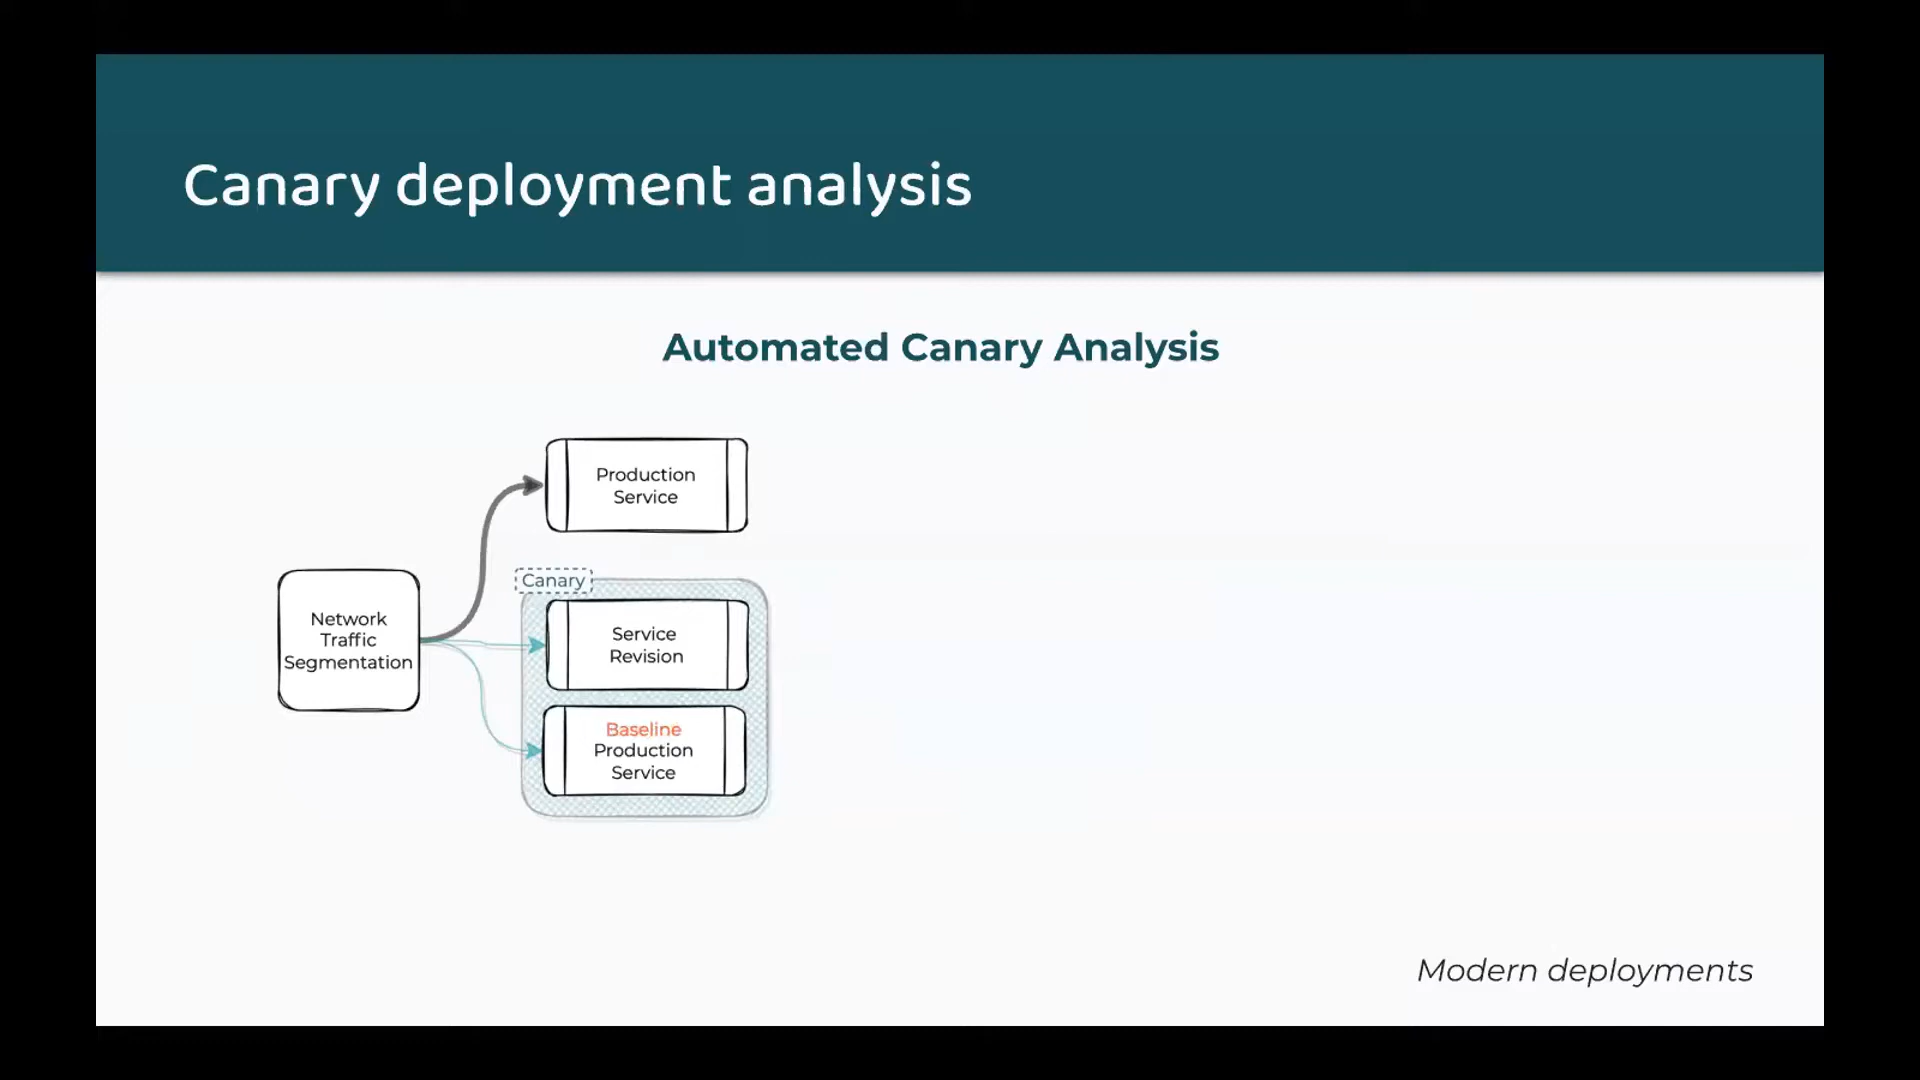 Canary deployment analysis
Automated Canary Analysis
Production
Service
Canary
Network
Traffic
Segmentation
Service
Revision
Baseline
Production
Service
Modern deployments